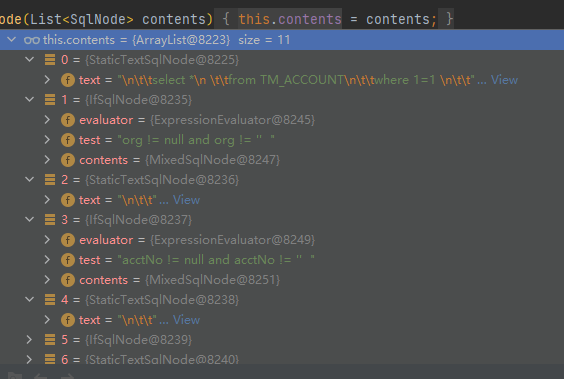 ode(List<SqlNode> contents) { this.contents = contents; }
this.contents = {ArrayList@8223} size = 11
0 = {StaticTextSqlNode@8225}
text = "\n\t\tselect *\n \t\tfrom TM_ACCOUNT\n\t\twhere 1=1 \n\t\t" ... View
1 = {IfSqlNode@8235}
evaluator = {ExpressionEvaluator@8245}
test = "org != null and org != '' "
contents = {MixedSqlNode@8247}
2 = {StaticTextSqlNode@8236}
text = "\n\t\t" ... View
3 = {IfSqlNode@8237}
evaluator = {ExpressionEvaluator@8249}
test = "acctNo != null and acctNo != '' "
contents = {MixedSqlNode@8251}
4 = {StaticTextSqlNode@8238}
text = "\n\t\t" ... View
5 = {IfSqlNode@8239}
6 = {StaticTextSqlNode@8240}